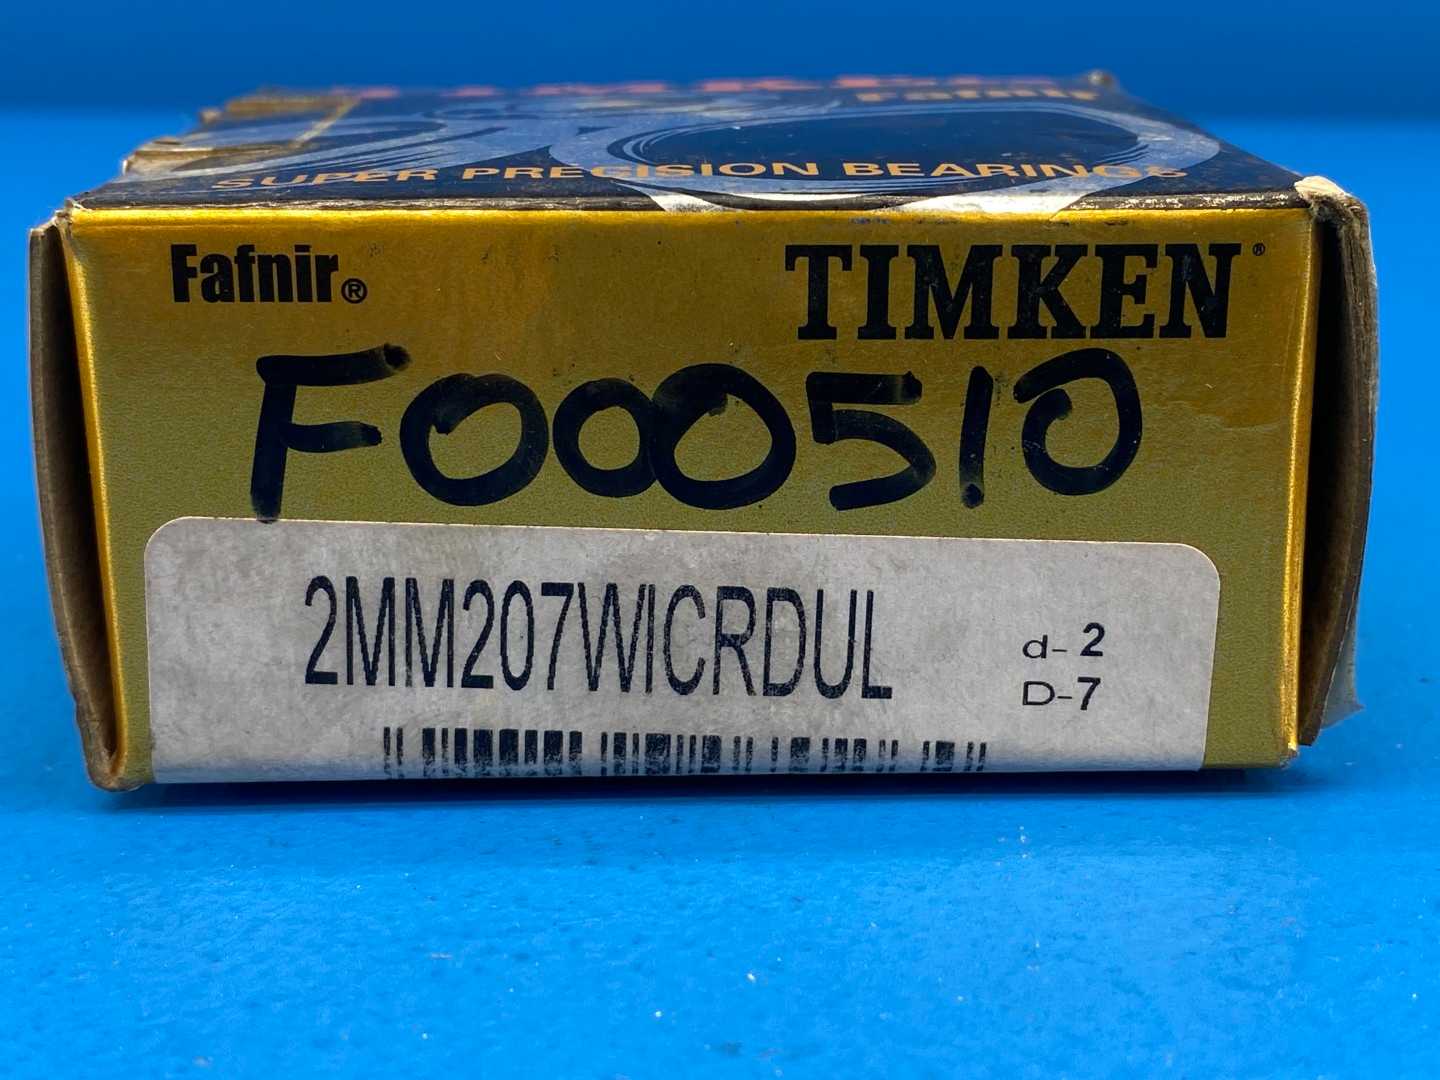 Fafnir
SUPER PRECISION BEARINGS
Fafnir®
TIMKEN®
F000510
2MM207WICRDUL
d-2
D-7